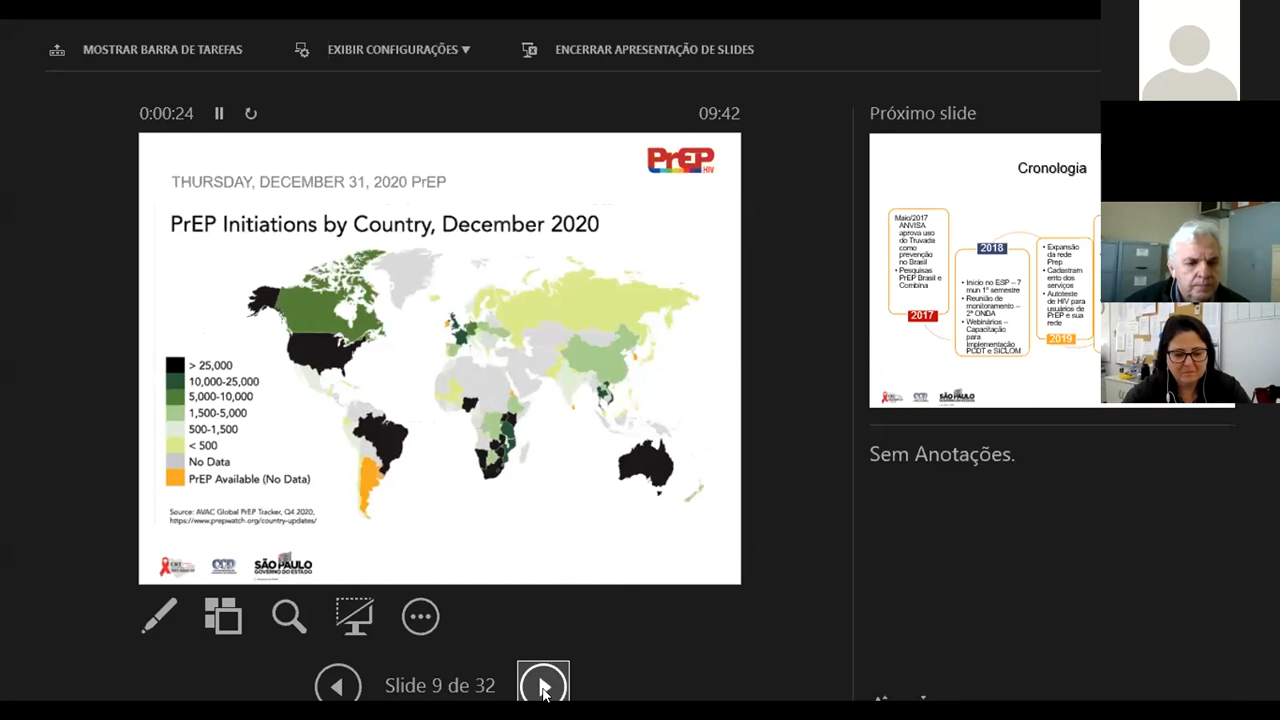 MOSTRAR BARRA DE TAREFAS
EXIBIR CONFIGURAÇÕES ▼
ENCERRAR APRESENTAÇÃO DE SLIDES
0:00:24
09:42
PrEP
HIV
THURSDAY, DECEMBER 31, 2020 PrEP
PrEP Initiations by Country, December 2020
> 25,000
10,000-25,000
5,000-10,000
1,500-5,000
500-1,500
< 500
No Data
PrEP Available (No Data)
Source: AVAC Global PrEP Tracker, Q4 2020,
https://www.prepwatch.org/country-updates/
CRT
CCD
SÃO PAULO
GOVERNO DO ESTADO
Slide 9 de 32
Próximo slide
Cronologia
Maio/2017
ANVISA
aprova uso
do Truvada
como
prevenção
no Brasil
• Pesquisas
PrEP Brasil e
Combina
2017
2018
• Início no ESP – 7
mun 1º semestre
• Reunião de
monitoramento –
2ª ONDA
• Webinários –
Capacitação
para
Implementação
PCDT e SICLOM
• Expansão
da rede
Prep
• Cadastram
ento dos
serviços
• Autoteste
de HIV para
usuários de
PrEP e sua
rede
2019
CCD
SÃO PAULO
Sem Anotações.